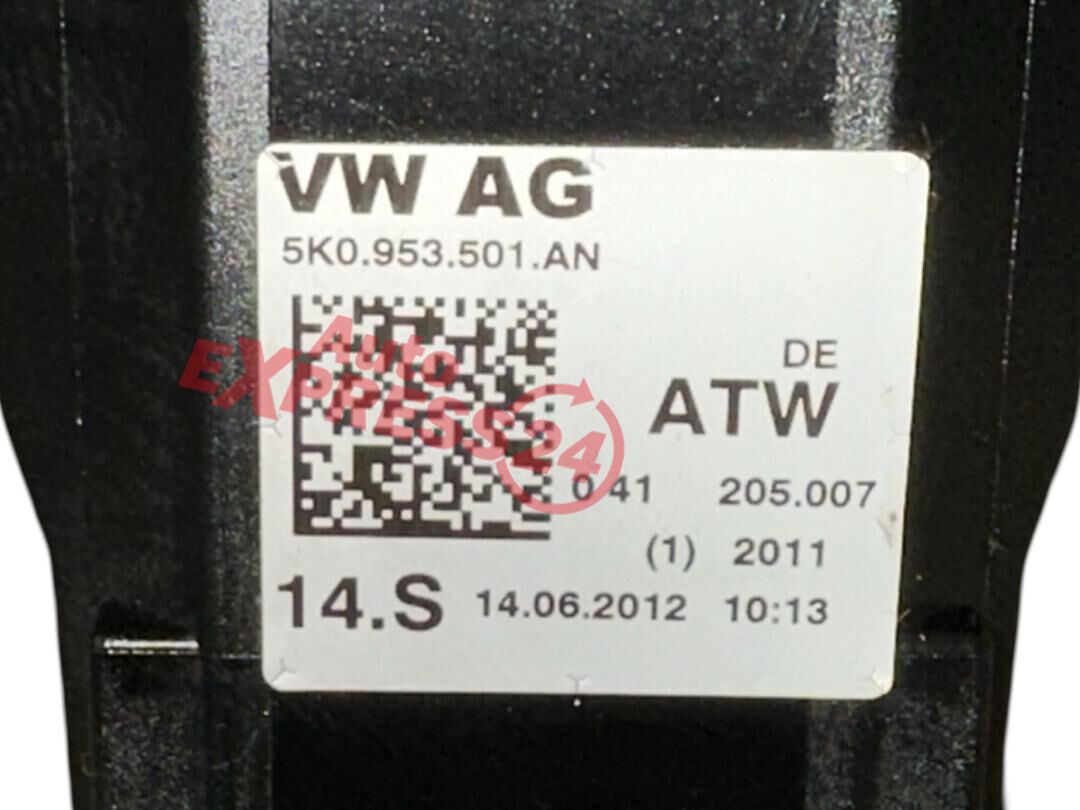 VW AG
5K0.953.501.AN
Auto
EXPRESS24
DE
ATW
041 205.007
(1) 2011
14.S 14.06.2012 10:13